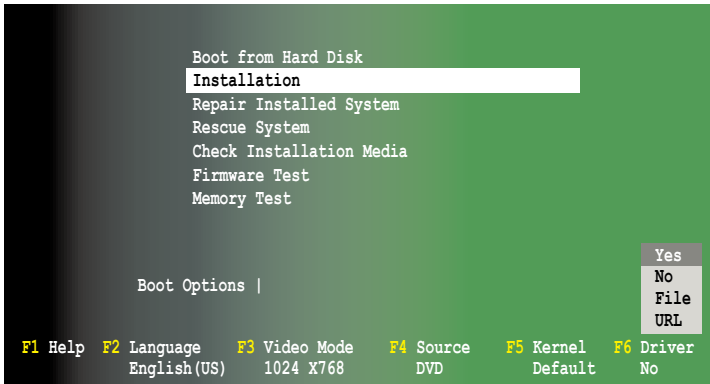 Boot from Hard Disk
Installation
Repair Installed System
Rescue System
Check Installation Media
Firmware Test
Memory Test
Boot Options |
Yes
No
File
URL
F1 Help F2 Language F3 Video Mode F4 Source F5 Kernel F6 Driver
English(US) 1024 X768 DVD Default No